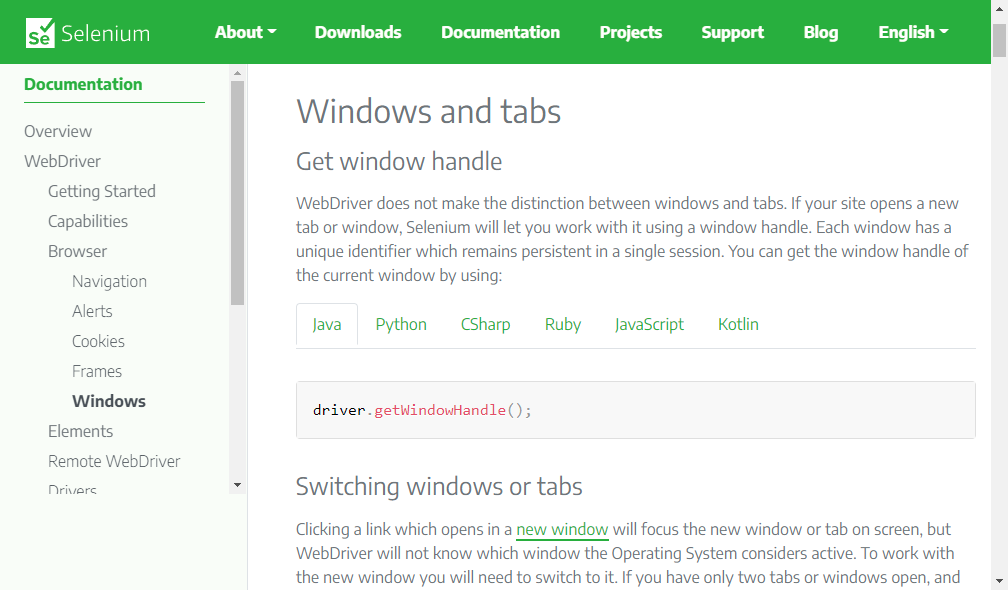 Se Selenium About Downloads Documentation Projects Support Blog English
Documentation
Overview
WebDriver
Getting Started
Capabilities
Browser
Navigation
Alerts
Cookies
Frames
Windows
Elements
Remote WebDriver
Drivers
Windows and tabs
Get window handle
WebDriver does not make the distinction between windows and tabs. If your site opens a new
tab or window, Selenium will let you work with it using a window handle. Each window has a
unique identifier which remains persistent in a single session. You can get the window handle of
the current window by using:
Java Python CSharp Ruby JavaScript Kotlin
driver.getWindowHandle();
Switching windows or tabs
Clicking a link which opens in a new window will focus the new window or tab on screen, but
WebDriver will not know which window the Operating System considers active. To work with
the new window you will need to switch to it. If you have only two tabs or windows open, and